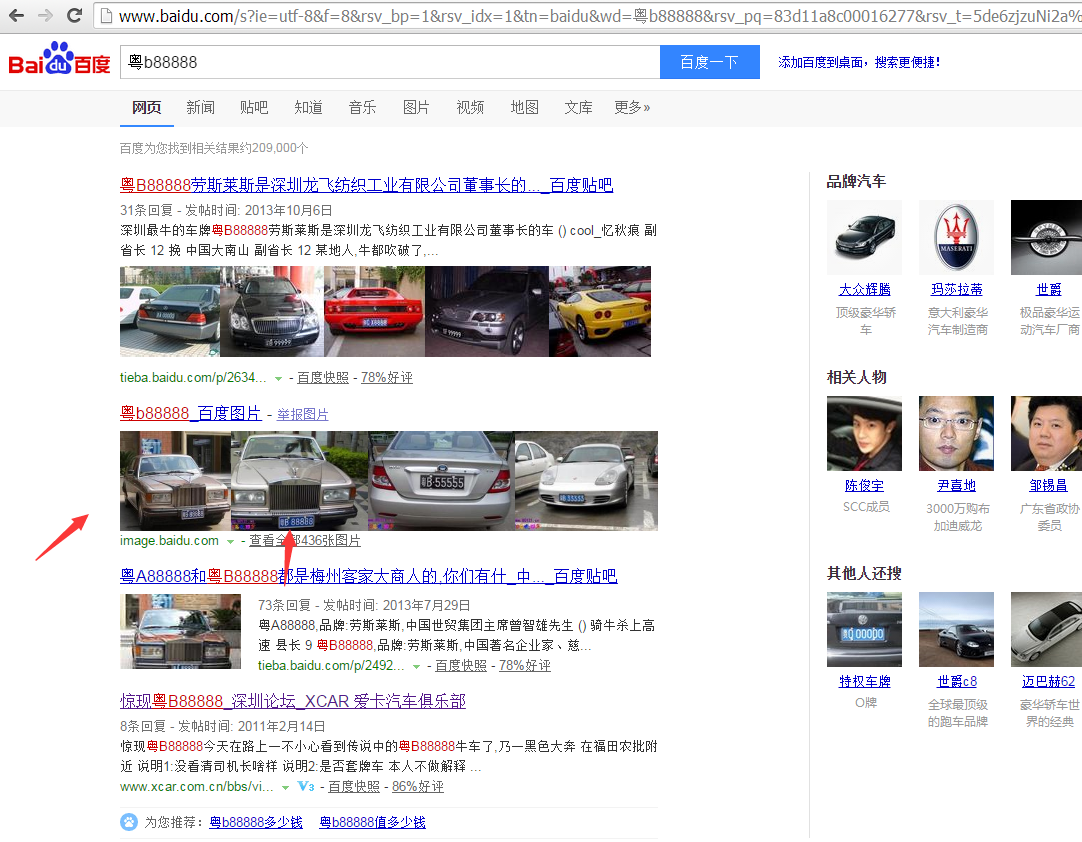 www.baidu.com/s?ie=utf-8&f=8&rsv_bp=1&rsv_idx=1&tn=baidu&wd=粤b88888&rsv_pq=83d11a8c00016277&rsv_t=5de6zjzuNi2a%
Bai du 百度
粤b88888
百度一下
添加百度到桌面，搜索更便捷！
网页 新闻 贴吧 知道 音乐 图片 视频 地图 文库 更多»
百度为您找到相关结果约209,000个
粤B88888劳斯莱斯是深圳龙飞纺织工业有限公司董事长的..._百度贴吧
31条回复 - 发帖时间: 2013年10月6日
深圳最牛的车牌粤B88888劳斯莱斯是深圳龙飞纺织工业有限公司董事长的车 () cool_忆秋痕 副
省长 12 换 中国大南山 副省长 12 某地人,牛都吹破了,...
tieba.baidu.com/p/2634... - 百度快照 - 78%好评
粤b88888_百度图片 - 举报图片
粤B 88888
粤B·55555
image.baidu.com - 查看全部436张图片
粤A88888和粤B88888都是梅州客家大商人的,你们有什_中..._百度贴吧
73条回复 - 发帖时间: 2013年7月29日
粤A88888,品牌:劳斯莱斯,中国世贸集团主席曾智雄先生 () 骑牛杀上高
速 县长 9 粤B88888,品牌:劳斯莱斯,中国著名企业家、慈...
tieba.baidu.com/p/2492... - 百度快照 - 78%好评
惊现粤B88888_深圳论坛_XCAR 爱卡汽车俱乐部
8条回复 - 发帖时间: 2011年2月14日
惊现粤B88888今天在路上一不小心看到传说中的粤B88888牛车了,乃一黑色大奔 在福田农批附
近 说明1:没看清司机长啥样 说明2:是否套牌车 本人不做解释 ...
www.xcar.com.cn/bbs/vi... V3 - 百度快照 - 86%好评
为您推荐： 粤b88888多少钱 粤b88888值多少钱
品牌汽车
MASERATI
大众辉腾 玛莎拉蒂 世爵
顶级豪华轿 意大利豪华 极品豪华运
车 汽车制造商 动汽车厂商
相关人物
陈俊宇 尹喜地 邹锡昌
SCC成员 3000万购布 广东省政协
加迪威龙 委员
其他人还搜
特权车牌 世爵c8 迈巴赫62
O牌 全球最顶级 豪华轿车世
的跑车品牌 界的经典